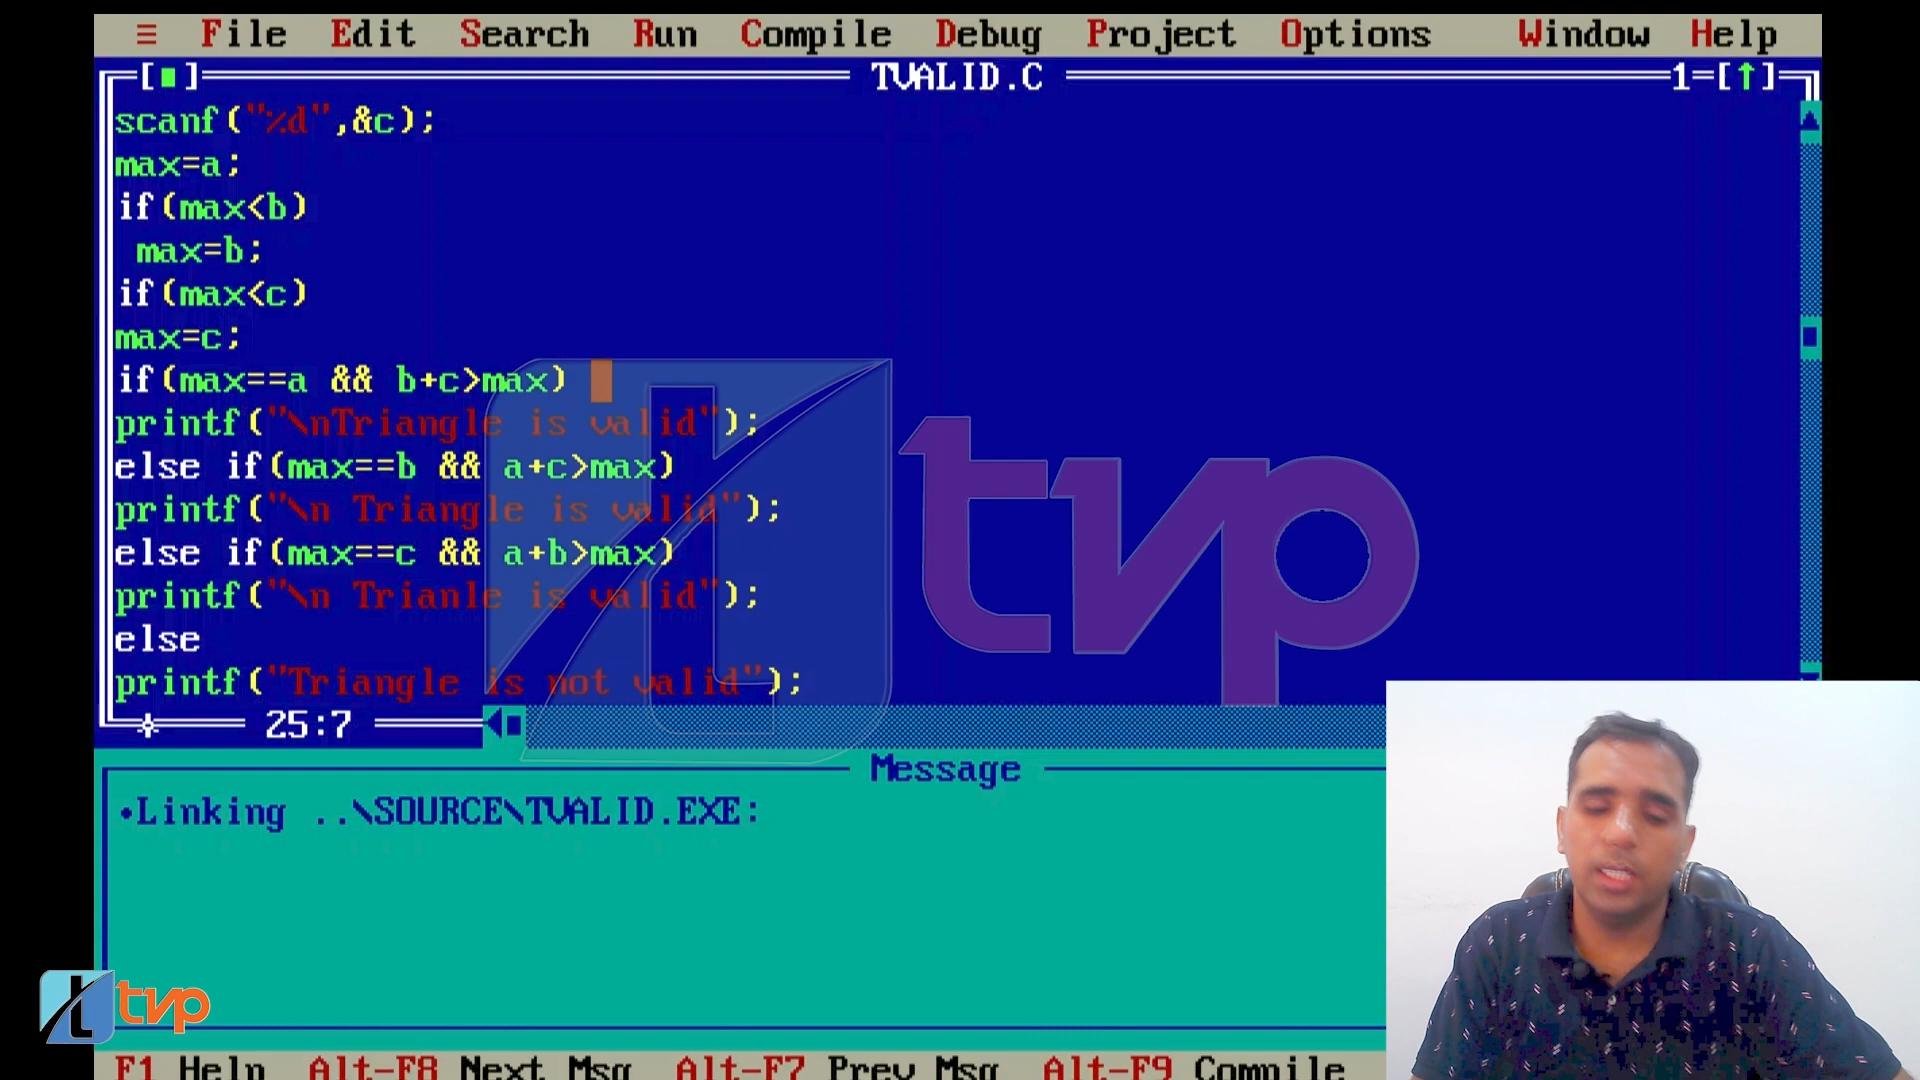 ≡ File Edit Search Run Compile Debug Project Options Window Help
[■] TVALID.C 1=[↑]
scanf("%d",&c);
max=a;
if(max<b)
max=b;
if(max<c)
max=c;
if(max==a && b+c>max)
printf("\nTriangle is valid");
else if(max==b && a+c>max)
printf("\n Triangle is valid");
else if(max==c && a+b>max)
printf("\n Trianle is valid");
else
printf("Triangle is not valid");
25:7
tvp
Message
•Linking ..\SOURCE\TVALID.EXE:
tvp
F1 Help Alt-F8 Next Msg Alt-F7 Prev Msg Alt-F9 Compile